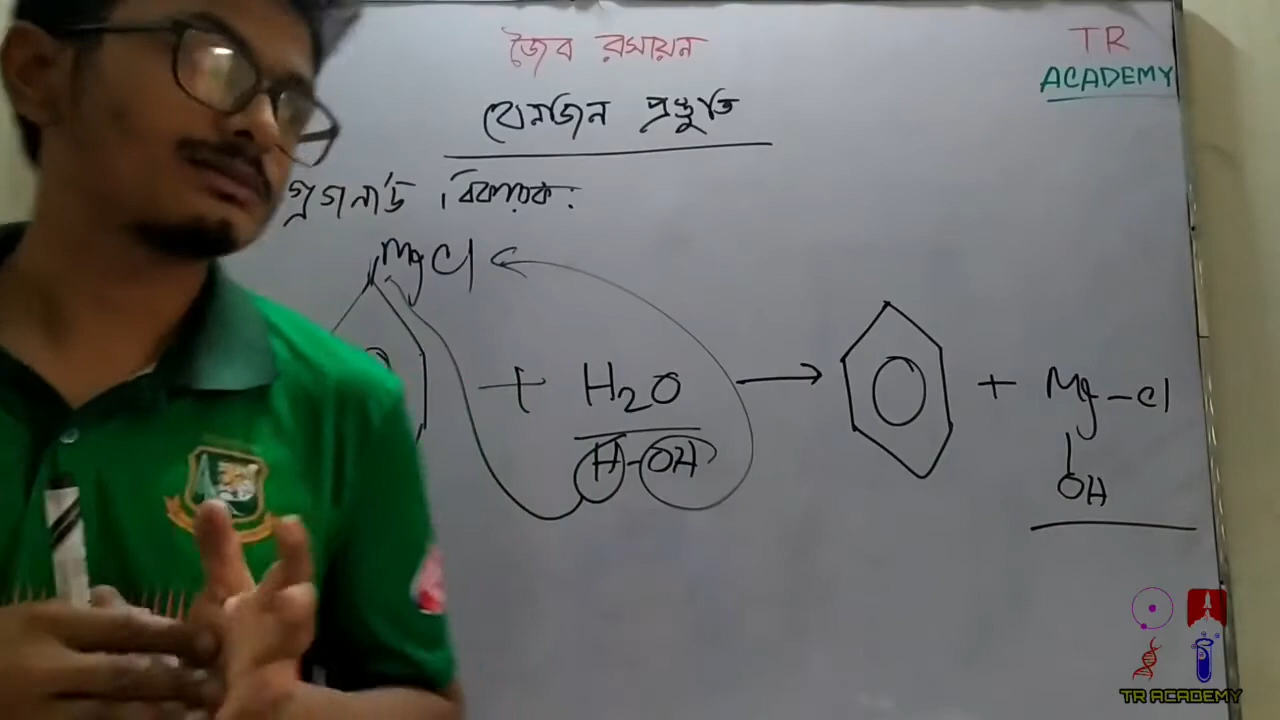 জৈব রসায়ন
TR
ACADEMY
বেনজিন প্রস্তুতি
গ্রিগনার্ড বিকারক:
MgCl
+ H₂O → + Mg-Cl
H-OH
OH
TR ACADEMY